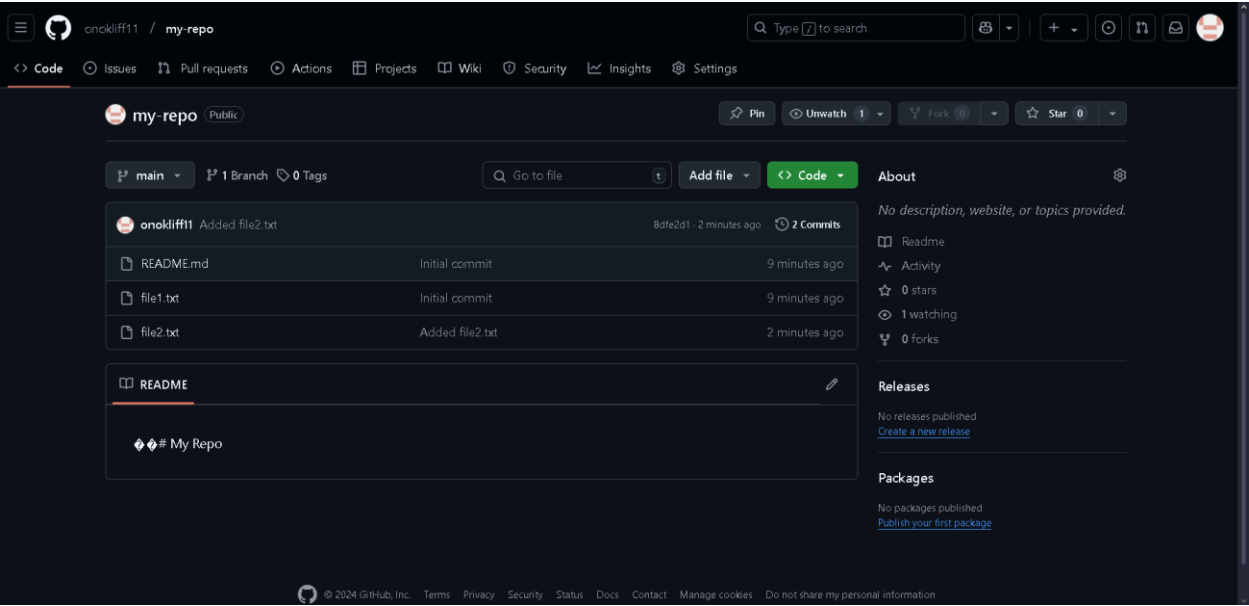 onokliff11 / my-repo
Type / to search
Code Issues Pull requests Actions Projects Wiki Security Insights Settings
my-repo Public
Pin Unwatch 1 Fork 0 Star 0
main 1 Branch 0 Tags
Go to file t Add file Code
onokliff11 Added file2.txt 8dfe2d1 · 2 minutes ago 2 Commits
README.md Initial commit 9 minutes ago
file1.txt Initial commit 9 minutes ago
file2.txt Added file2.txt 2 minutes ago
README
��# My Repo
About
No description, website, or topics provided.
Readme
Activity
0 stars
1 watching
0 forks
Releases
No releases published
Create a new release
Packages
No packages published
Publish your first package
© 2024 GitHub, Inc. Terms Privacy Security Status Docs Contact Manage cookies Do not share my personal information